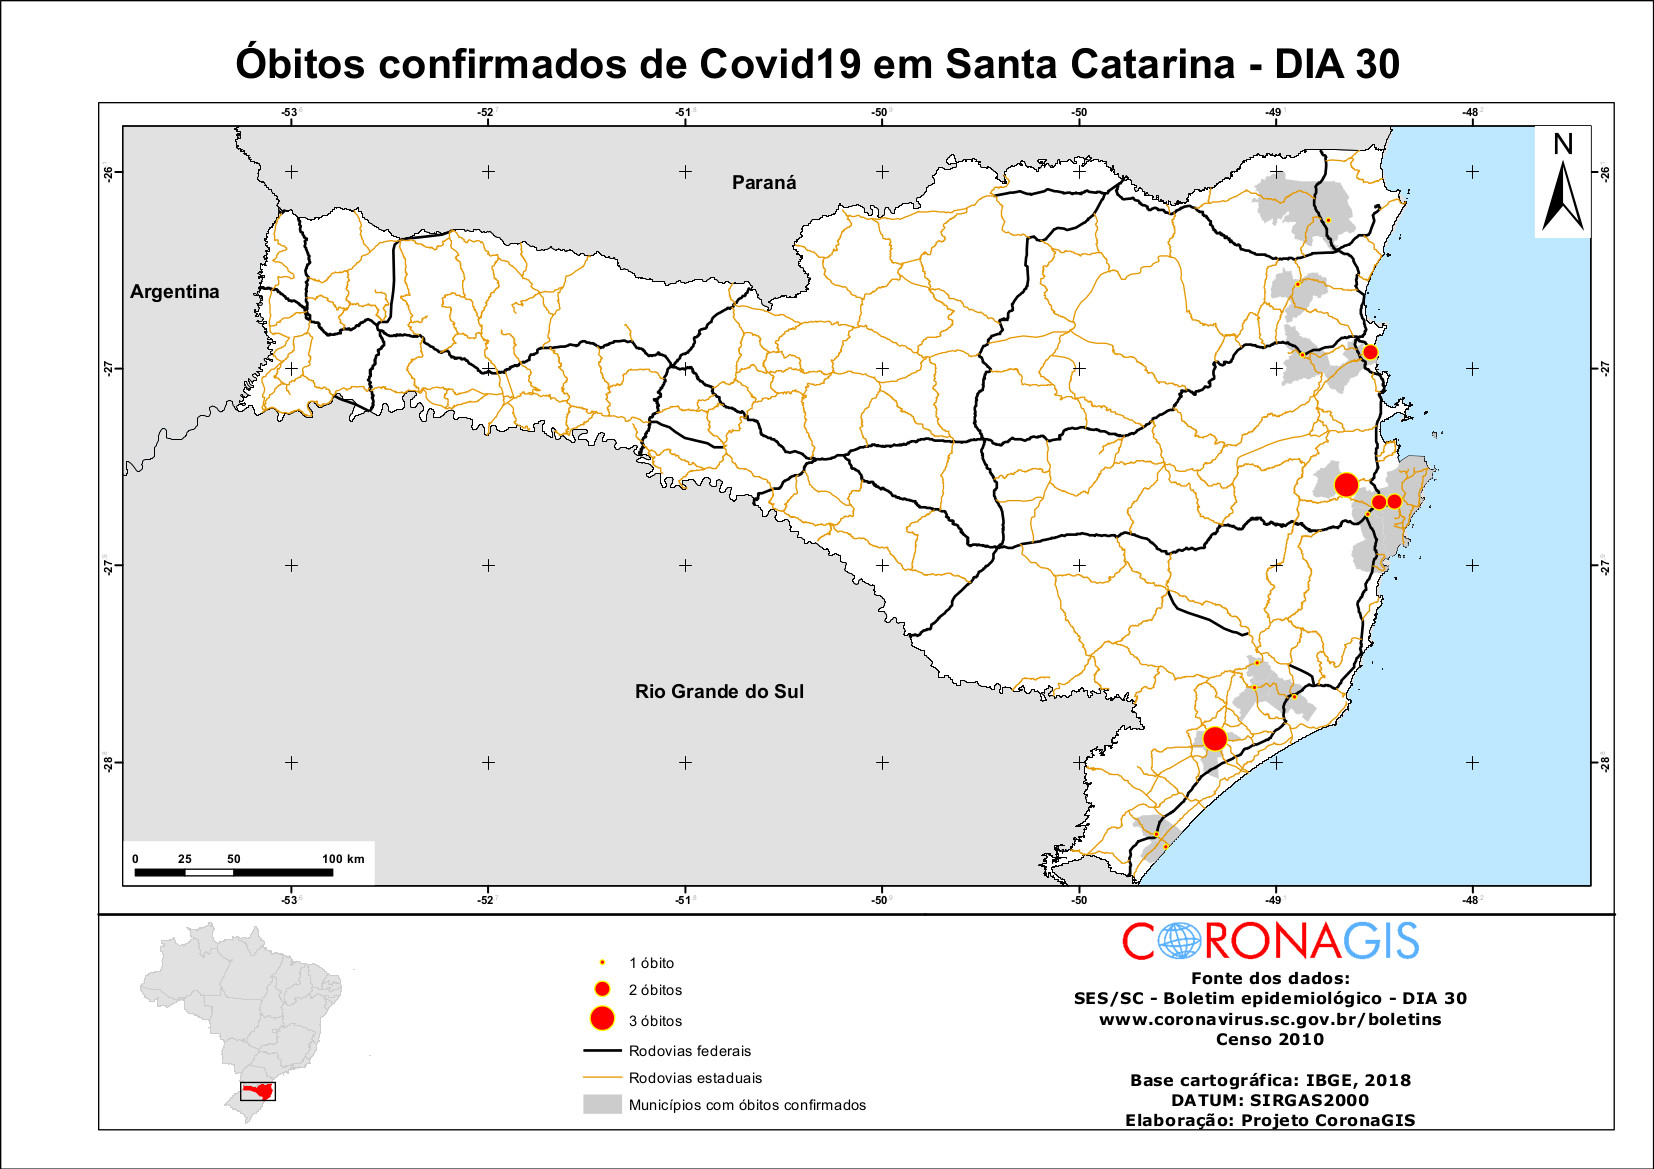 Óbitos confirmados de Covid19 em Santa Catarina - DIA 30
-53 -52 -51 -50 -50 -49 -48
N
-26 -26
Paraná
Argentina
-27 -27
-27 -27
Rio Grande do Sul
-28 -28
0 25 50 100 km
-53 -52 -51 -50 -50 -49 -48
CORONAGIS
Fonte dos dados:
SES/SC - Boletim epidemiológico - DIA 30
www.coronavirus.sc.gov.br/boletins
Censo 2010
Base cartográfica: IBGE, 2018
DATUM: SIRGAS2000
Elaboração: Projeto CoronaGIS
1 óbito
2 óbitos
3 óbitos
Rodovias federais
Rodovias estaduais
Municípios com óbitos confirmados